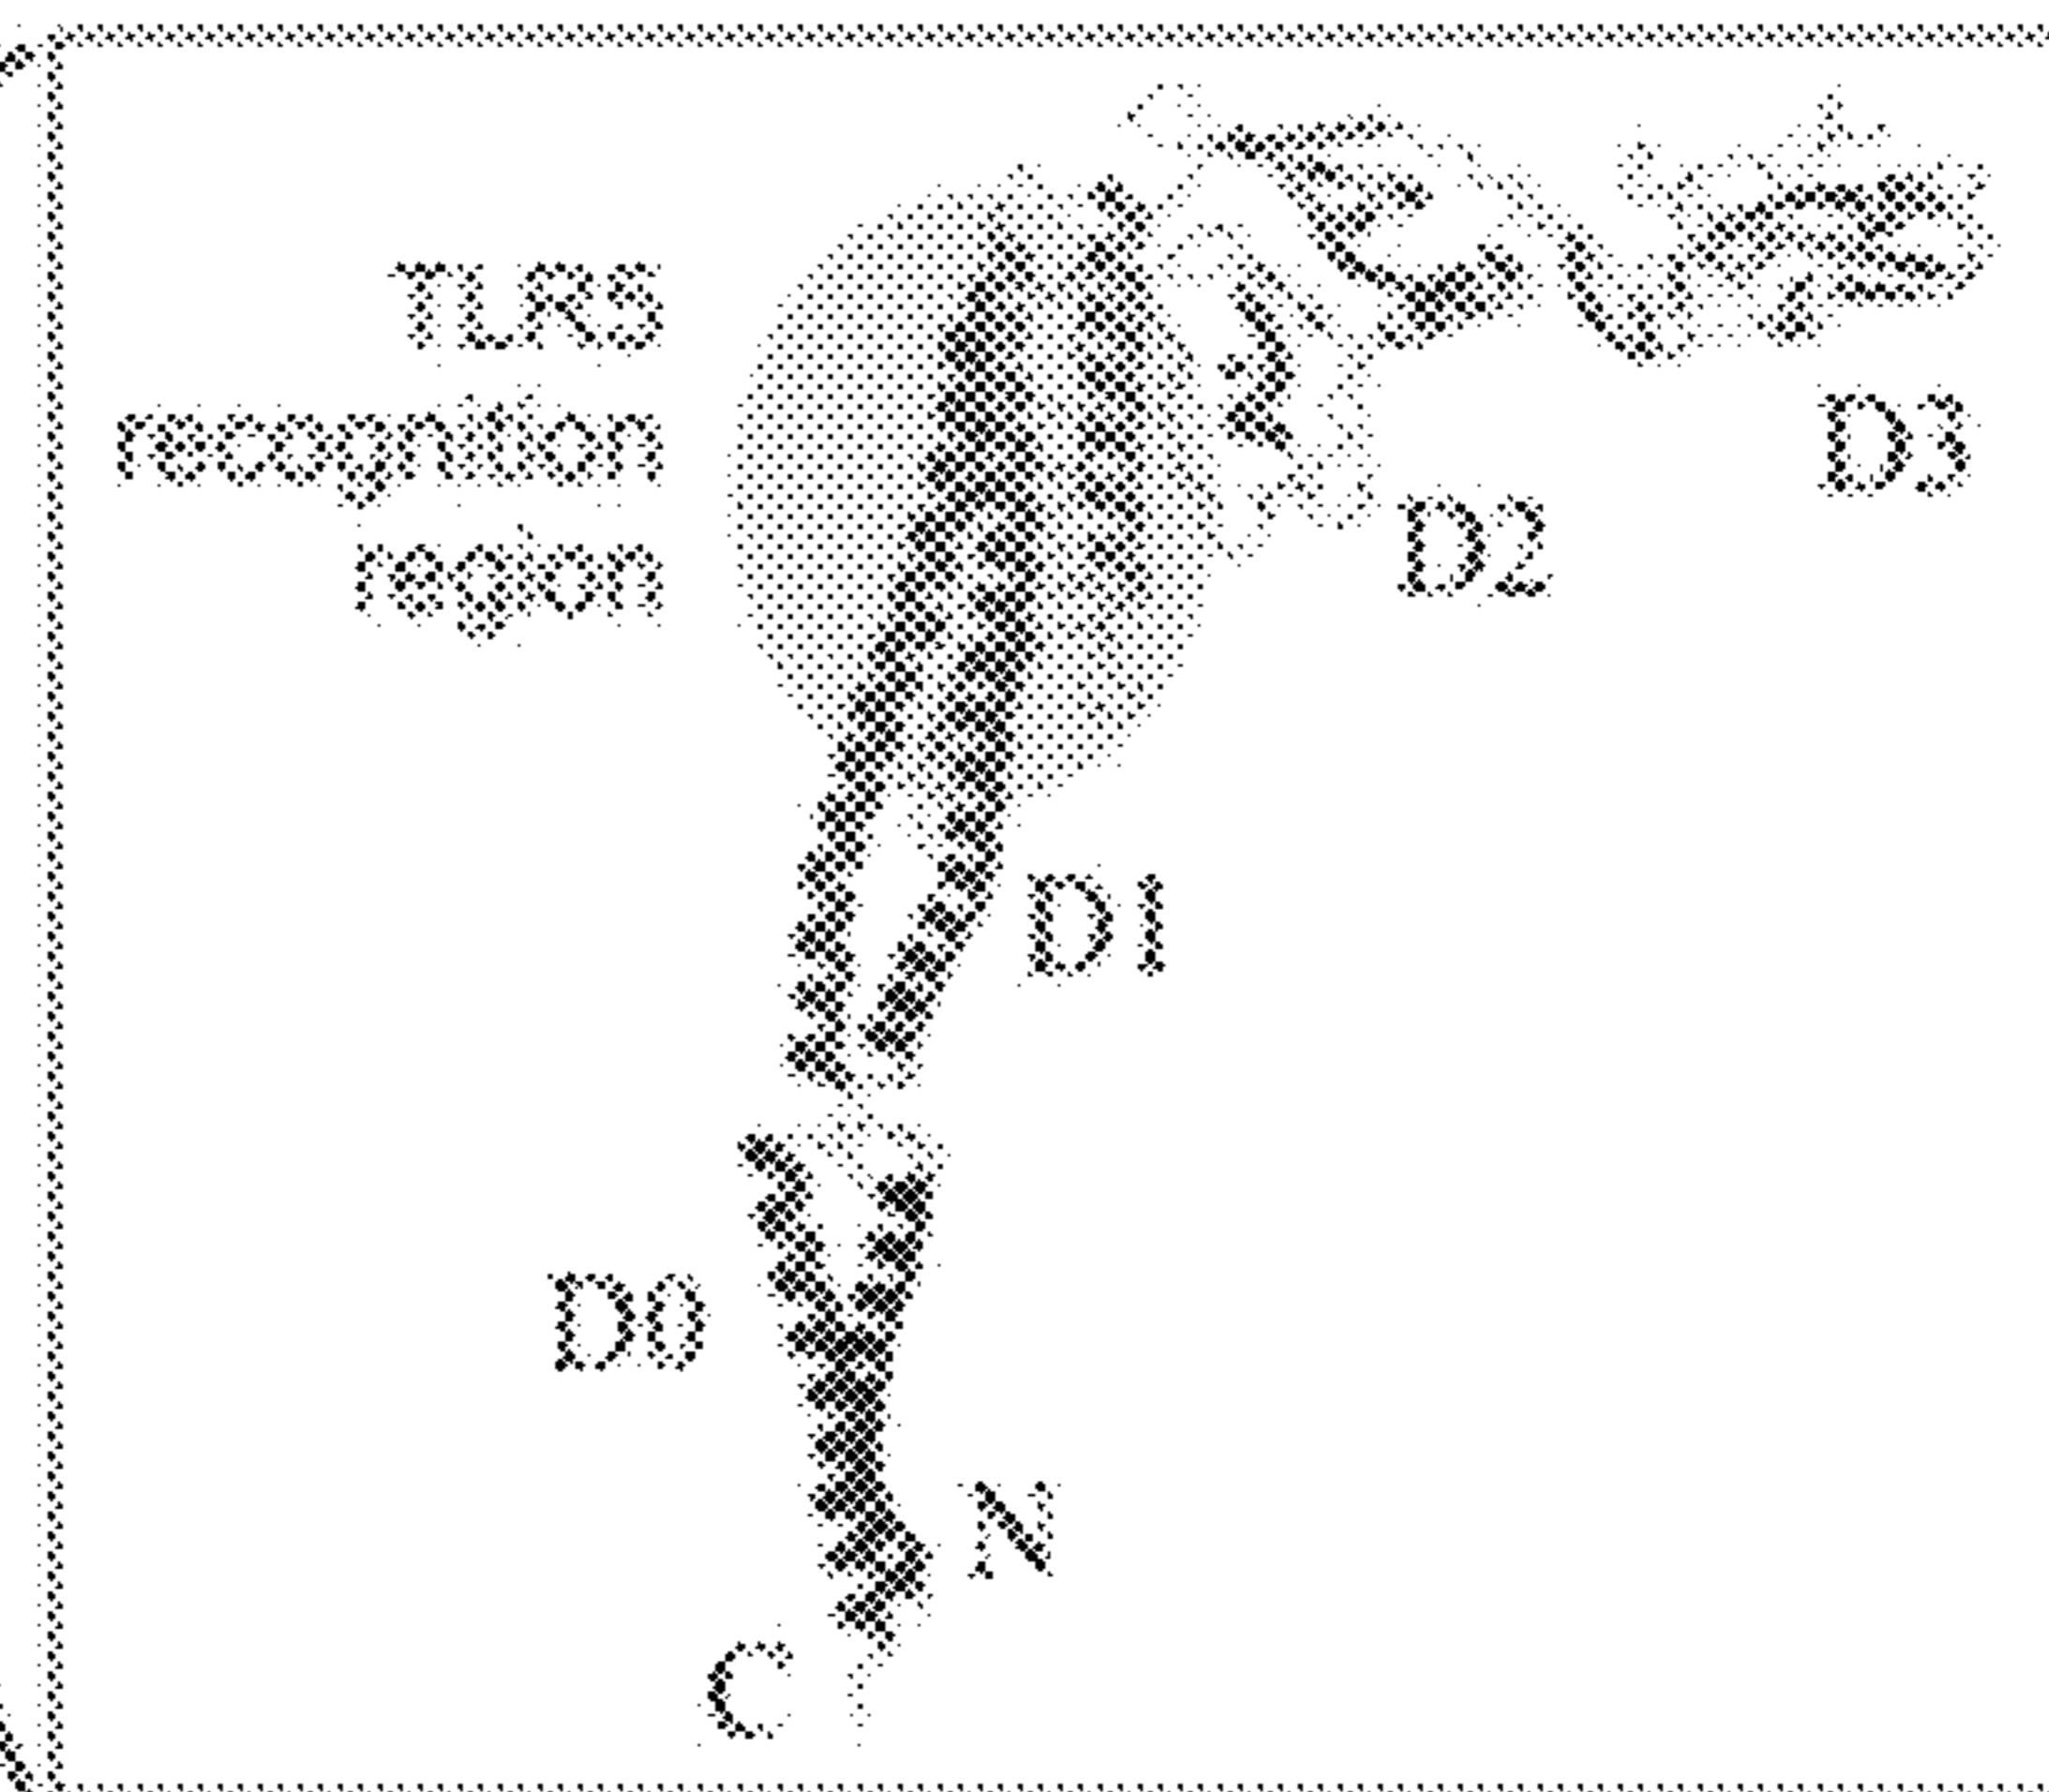 TLR5
recognition
region
D3
D2
D1
D0
N
C